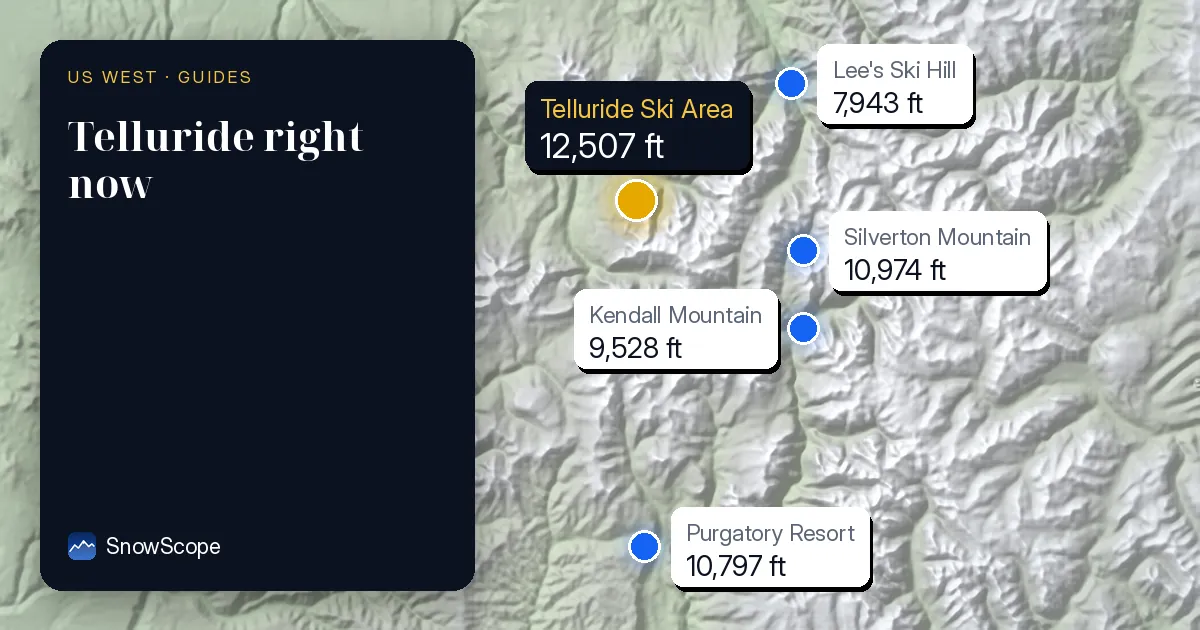 US WEST · GUIDES
Telluride right
now
SnowScope
Telluride Ski Area
12,507 ft
Lee's Ski Hill
7,943 ft
Silverton Mountain
10,974 ft
Kendall Mountain
9,528 ft
Purgatory Resort
10,797 ft